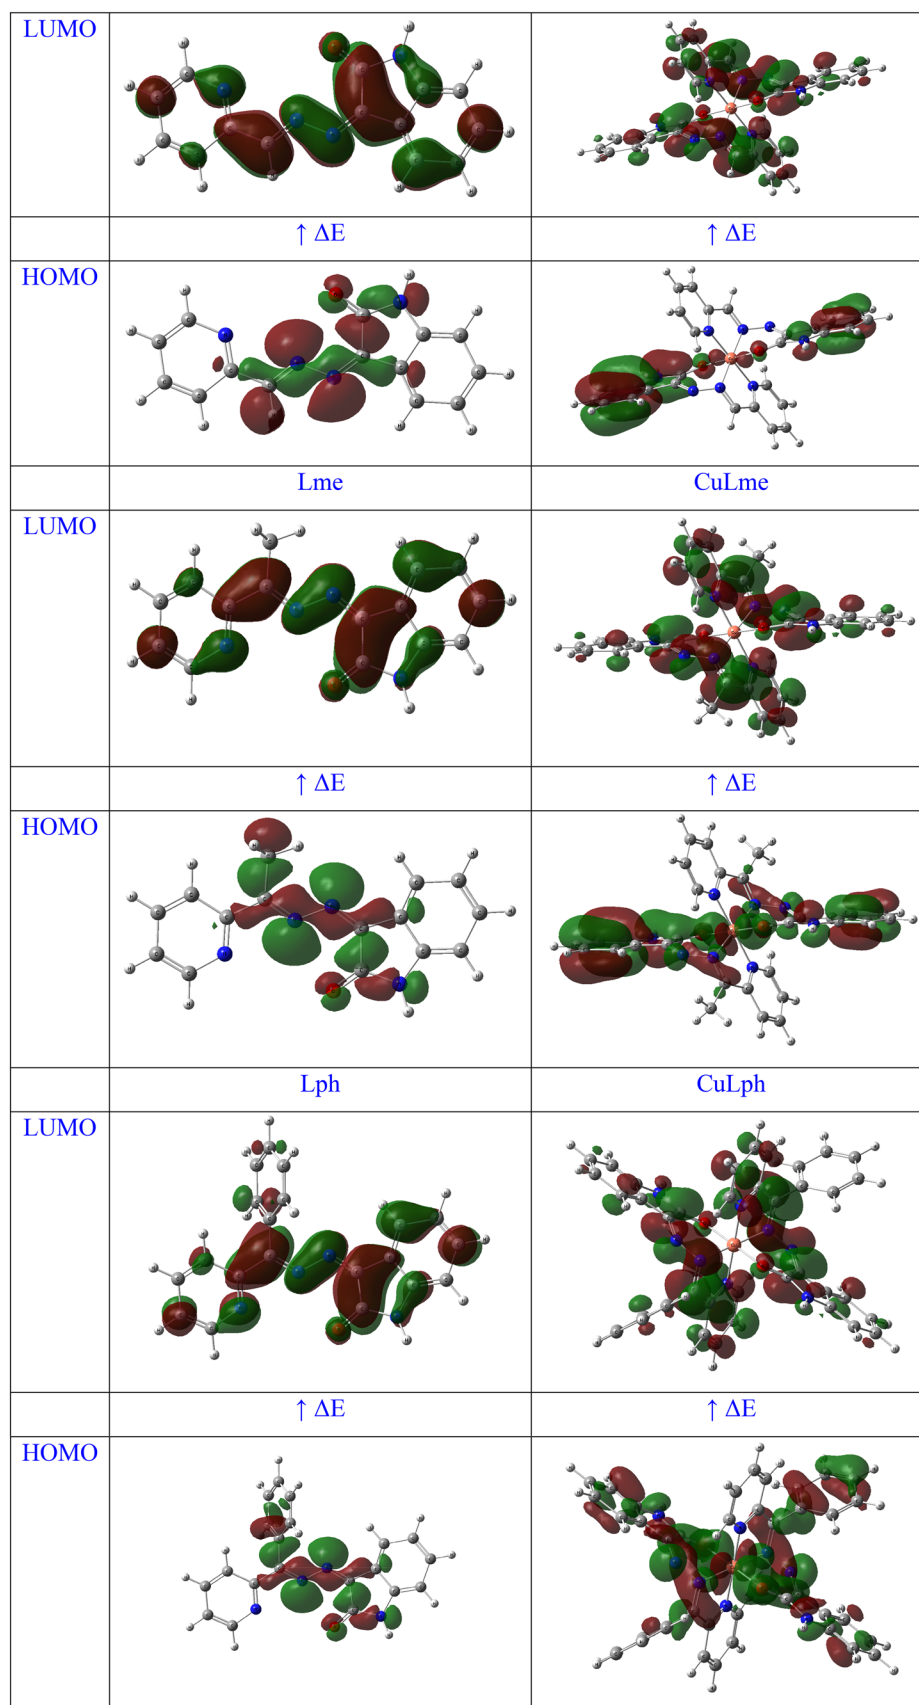 LUMO
↑ ΔE ↑ ΔE
HOMO
Lme CuLme
LUMO
↑ ΔE ↑ ΔE
HOMO
Lph CuLph
LUMO
↑ ΔE ↑ ΔE
HOMO